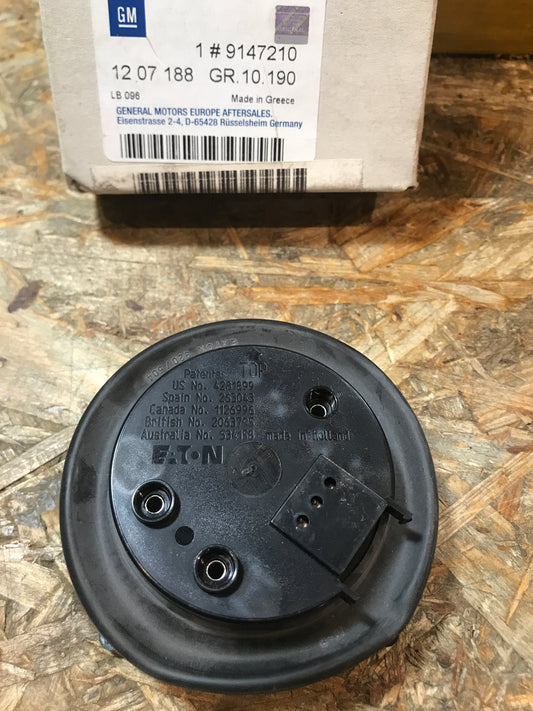 GM
1 # 9147210
12 07 188 GR.10.190
LB 096
Made in Greece
GENERAL MOTORS EUROPE AFTERSALES.
Eisenstrasse 2-4, D-65428 Rüsselsheim Germany
TOP
Patents
US No. 4281899
Spain No. 253043
Canada No. 1126995
British No. 2063795
Australia No. 534179 made in Holland
EATON